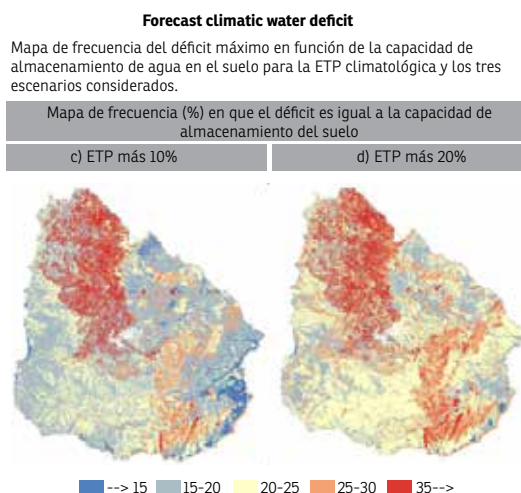 Forecast climatic water deficit
Mapa de frecuencia del déficit máximo en función de la capacidad de
almacenamiento de agua en el suelo para la ETP climatológica y los tres
escenarios considerados.
Mapa de frecuencia (%) en que el déficit es igual a la capacidad de
almacenamiento del suelo
c) ETP más 10%
d) ETP más 20%
--> 15 15-20 20-25 25-30 35-->